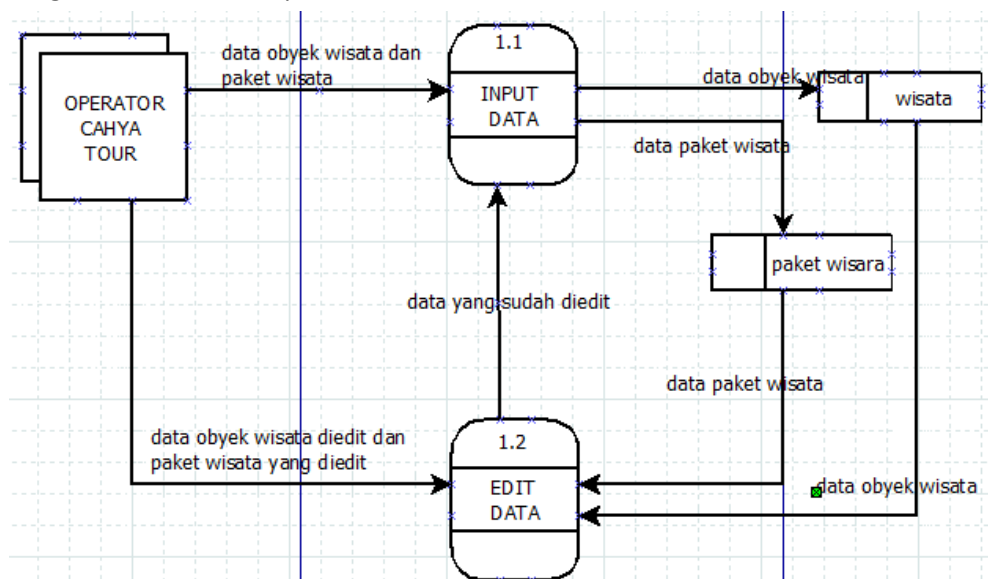 data obyek wisata dan
paket wisata
1.1
INPUT
DATA
data obyek wisata
wisata
OPERATOR
CAHYA
TOUR
data paket wisata
paket wisara
data yang sudah diedit
data paket wisata
data obyek wisata diedit dan
paket wisata yang diedit
1.2
EDIT
DATA
data obyek wisata